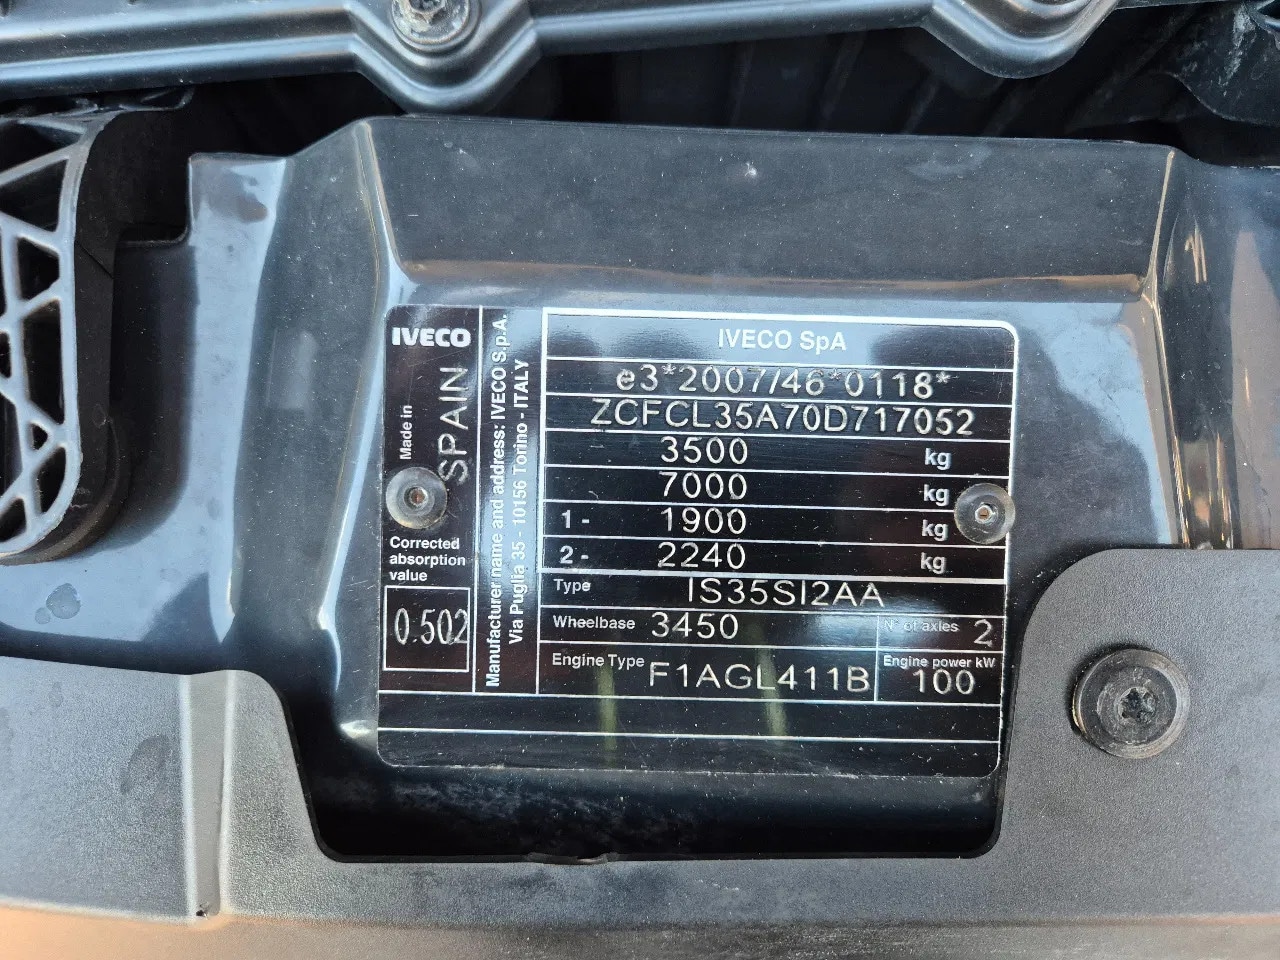 IVECO
Made in
SPAIN
Corrected
absorption
value
0.502
Manufacturer name and address: IVECO S.p.A.
Via Puglia 35 - 10156 Torino - ITALY
IVECO SpA
e3*2007/46*0118*
ZCFCL35A70D717052
3500 kg
7000 kg
1- 1900 kg
2- 2240 kg
Type IS35SI2AA
Wheelbase 3450 N° of axles 2
Engine Type F1AGL411B Engine power kW 100